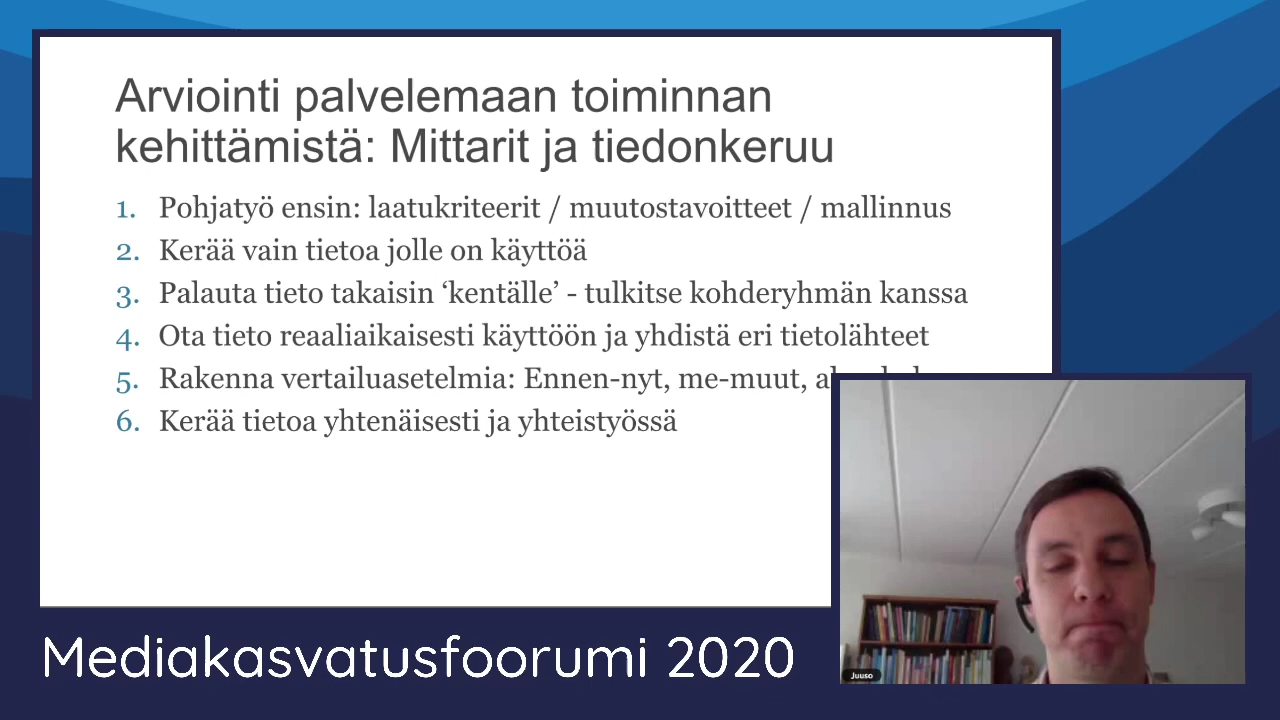 Arviointi palvelemaan toiminnan
kehittämistä: Mittarit ja tiedonkeruu
1. Pohjatyö ensin: laatukriteerit / muutostavoitteet / mallinnus
2. Kerää vain tietoa jolle on käyttöä
3. Palauta tieto takaisin ‘kentälle’ - tulkitse kohderyhmän kanssa
4. Ota tieto reaaliaikaisesti käyttöön ja yhdistä eri tietolähteet
5. Rakenna vertailuasetelmia: Ennen-nyt, me-muut,
6. Kerää tietoa yhtenäisesti ja yhteistyössä
Juuso
Mediakasvatusfoorumi 2020